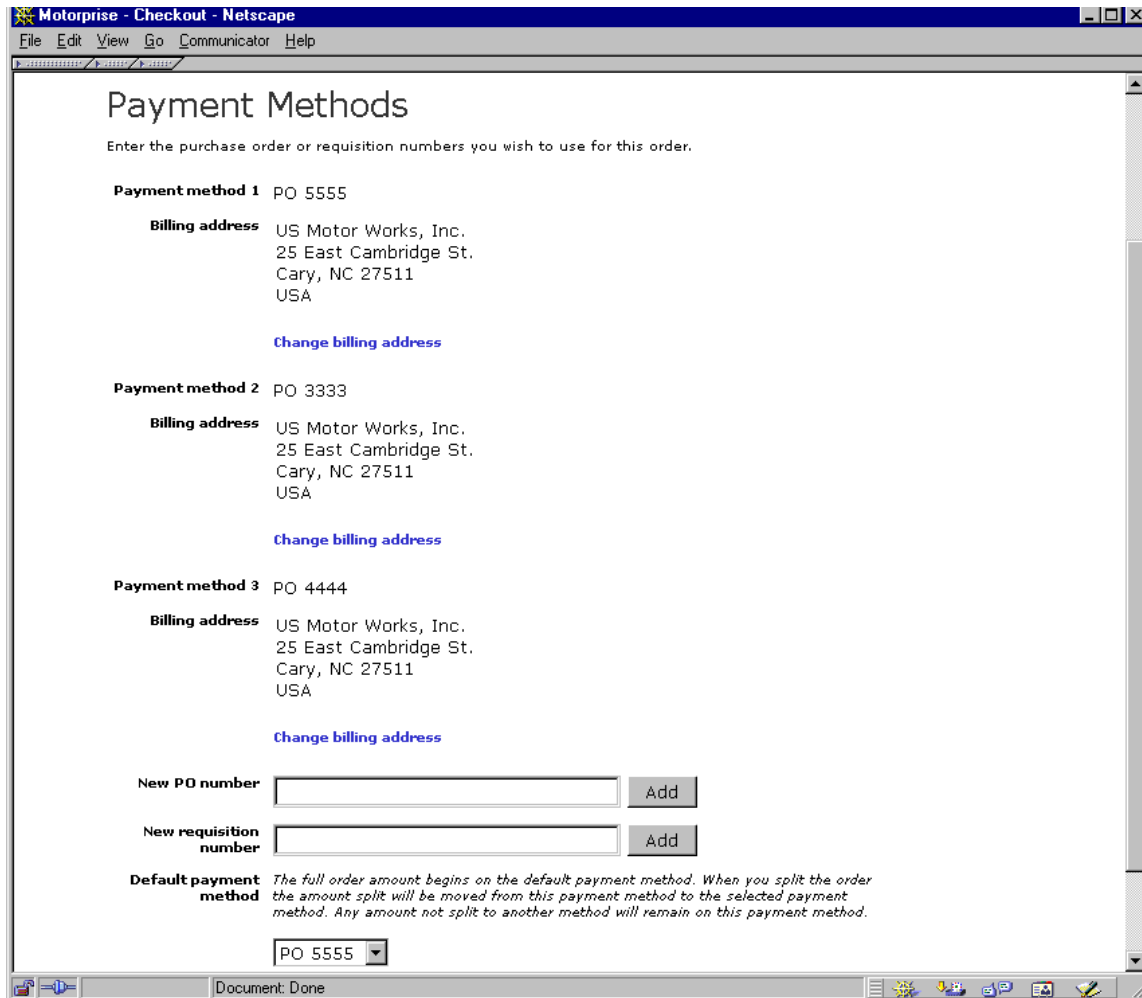 Motorprise - Checkout - Netscape
File Edit View Go Communicator Help
Payment Methods
Enter the purchase order or requisition numbers you wish to use for this order.
Payment method 1 PO 5555
Billing address US Motor Works, Inc.
25 East Cambridge St.
Cary, NC 27511
USA
Change billing address
Payment method 2 PO 3333
Billing address US Motor Works, Inc.
25 East Cambridge St.
Cary, NC 27511
USA
Change billing address
Payment method 3 PO 4444
Billing address US Motor Works, Inc.
25 East Cambridge St.
Cary, NC 27511
USA
Change billing address
New PO number Add
New requisition
number Add
Default payment The full order amount begins on the default payment method. When you split the order
method the amount split will be moved from this payment method to the selected payment
method. Any amount not split to another method will remain on this payment method.
PO 5555
Document: Done